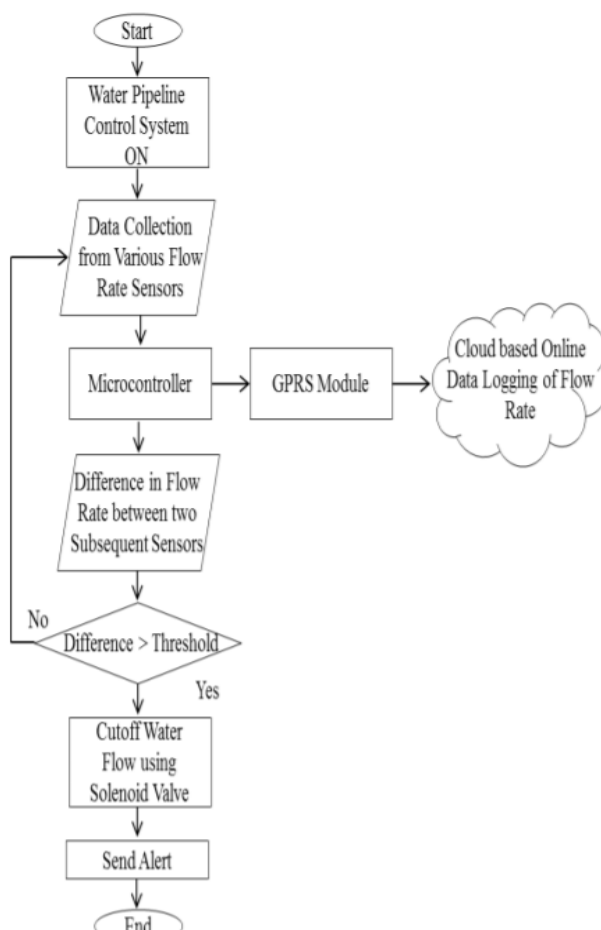 Start
Water Pipeline
Control System
ON
Data Collection
from Various Flow
Rate Sensors
Microcontroller
GPRS Module
Cloud based Online
Data Logging of Flow
Rate
Difference in Flow
Rate between two
Subsequent Sensors
No
Difference > Threshold
Yes
Cutoff Water
Flow using
Solenoid Valve
Send Alert
End